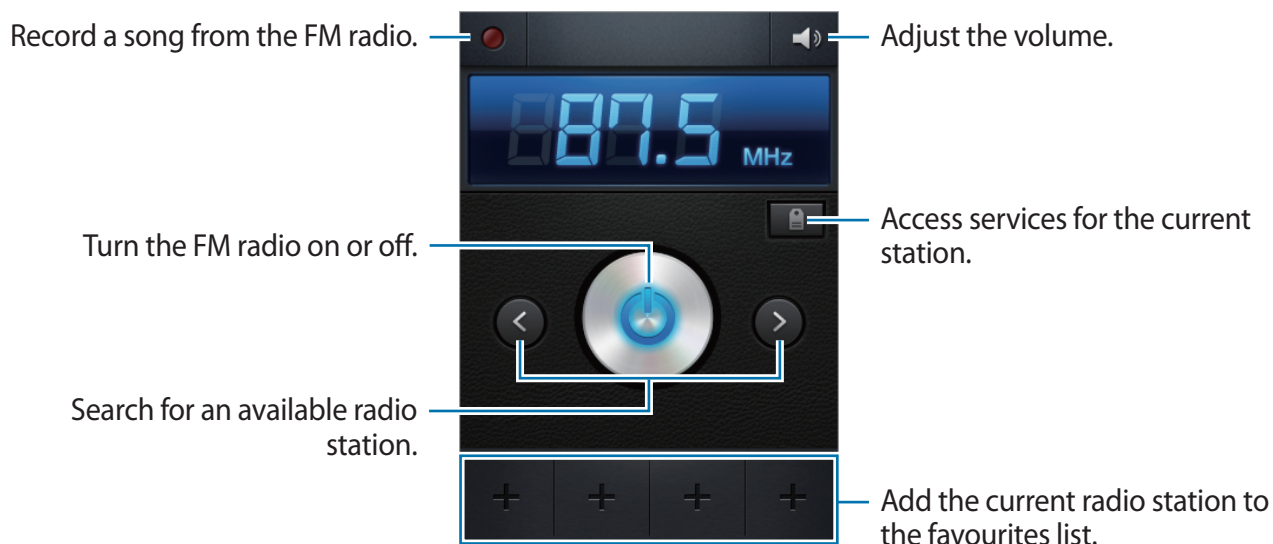 Record a song from the FM radio.
Adjust the volume.
87.5 MHz
Access services for the current
station.
Turn the FM radio on or off.
Search for an available radio
station.
Add the current radio station to
the favourites list.